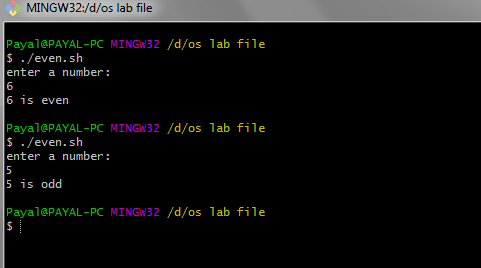 MINGW32:/d/os lab file
Payal@PAYAL-PC MINGW32 /d/os lab file
$ ./even.sh
enter a number:
6
6 is even
Payal@PAYAL-PC MINGW32 /d/os lab file
$ ./even.sh
enter a number:
5
5 is odd
Payal@PAYAL-PC MINGW32 /d/os lab file
$